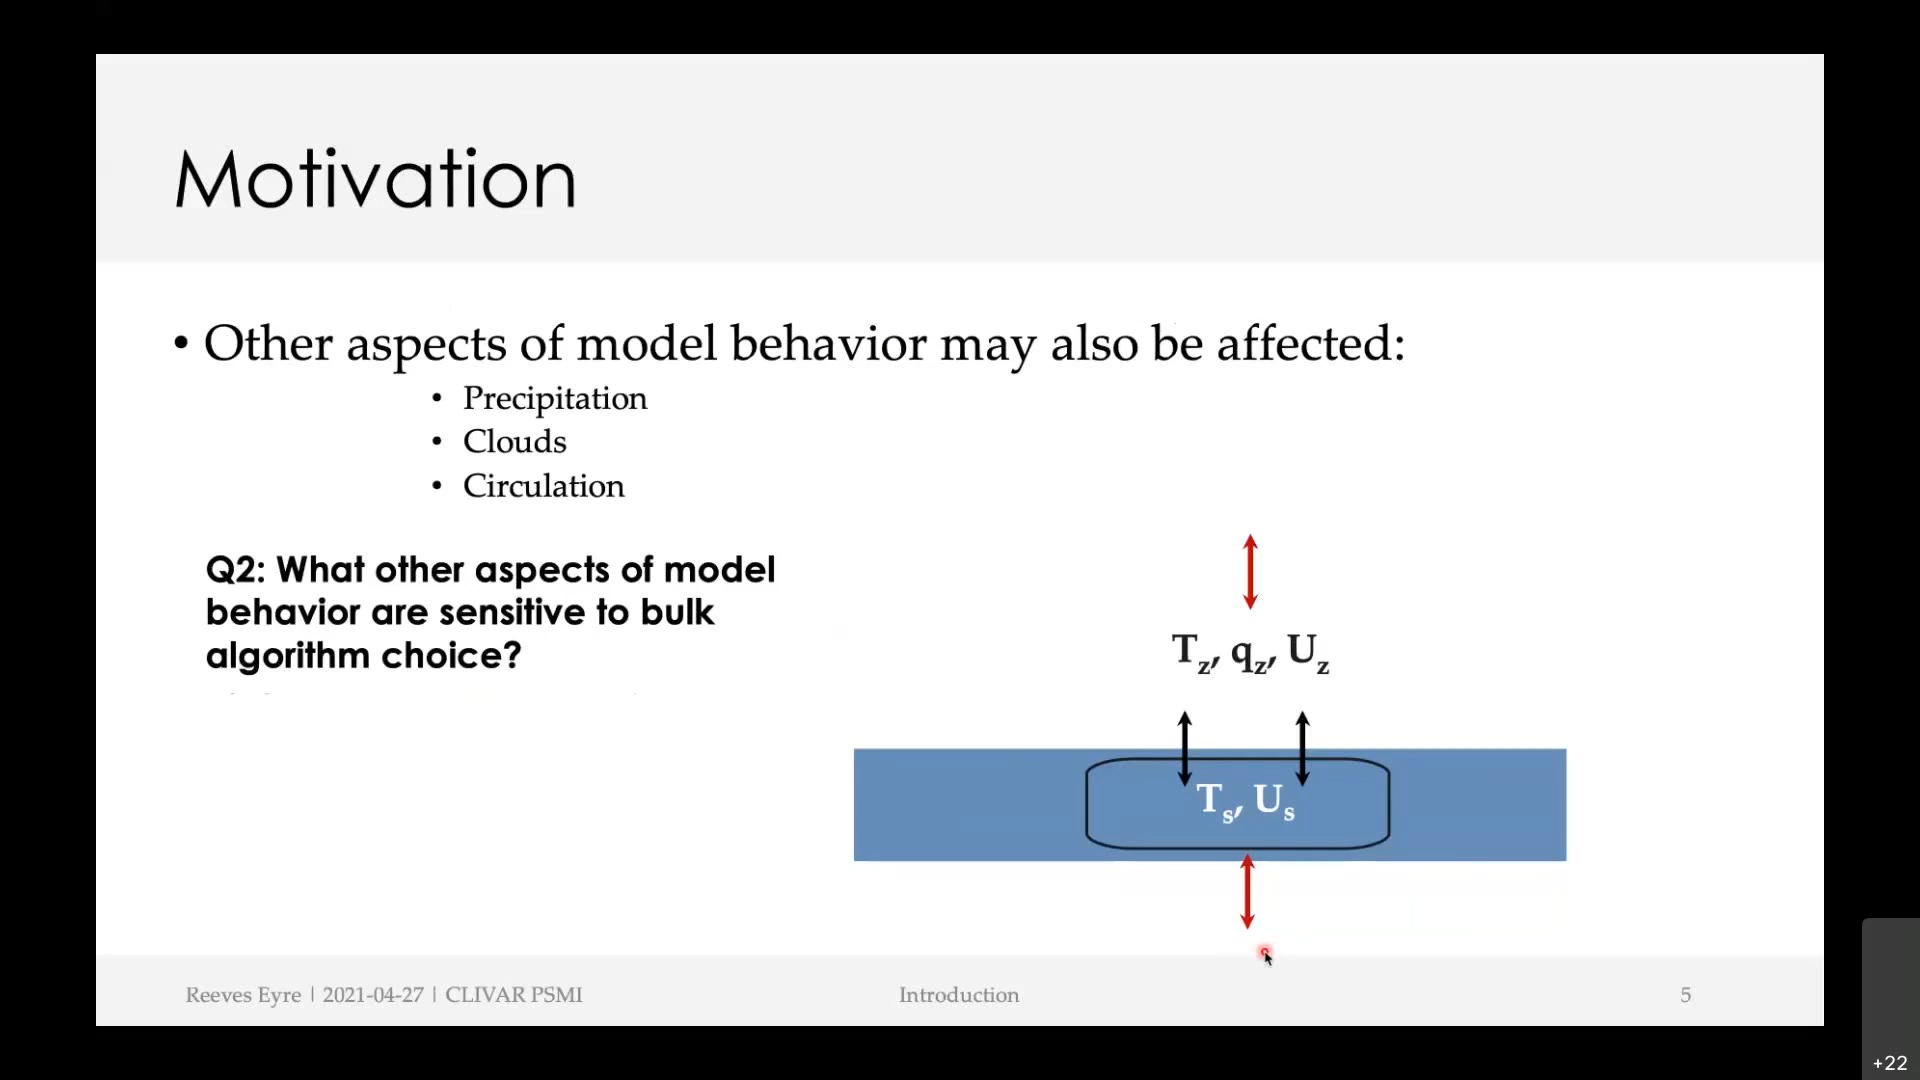 Motivation
• Other aspects of model behavior may also be affected:
• Precipitation
• Clouds
• Circulation
Q2: What other aspects of model
behavior are sensitive to bulk
algorithm choice?
Tz, qz, Uz
Ts, Us
Reeves Eyre | 2021-04-27 | CLIVAR PSMI
Introduction
5
+22